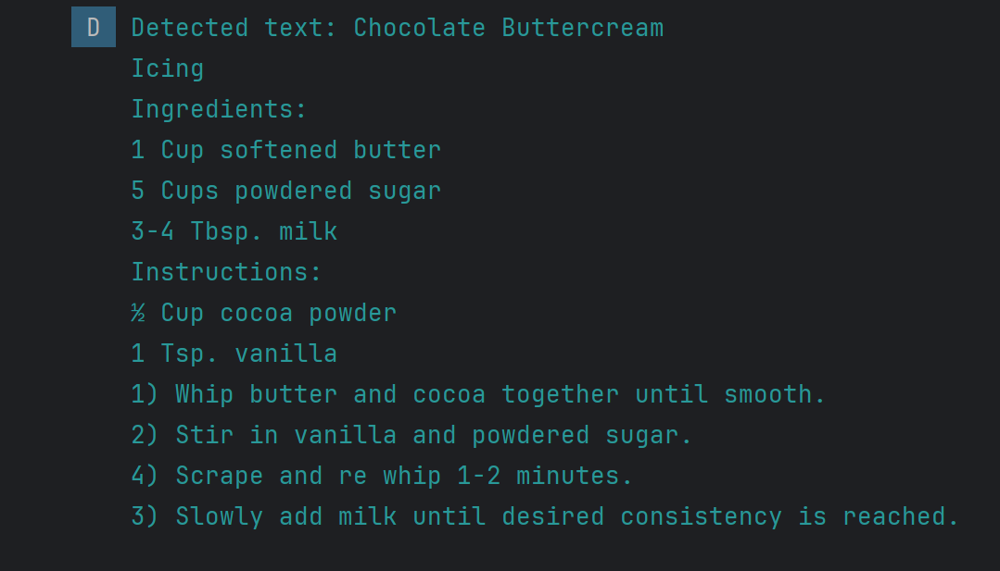 D Detected text: Chocolate Buttercream
Icing
Ingredients:
1 Cup softened butter
5 Cups powdered sugar
3-4 Tbsp. milk
Instructions:
½ Cup cocoa powder
1 Tsp. vanilla
1) Whip butter and cocoa together until smooth.
2) Stir in vanilla and powdered sugar.
4) Scrape and re whip 1-2 minutes.
3) Slowly add milk until desired consistency is reached.